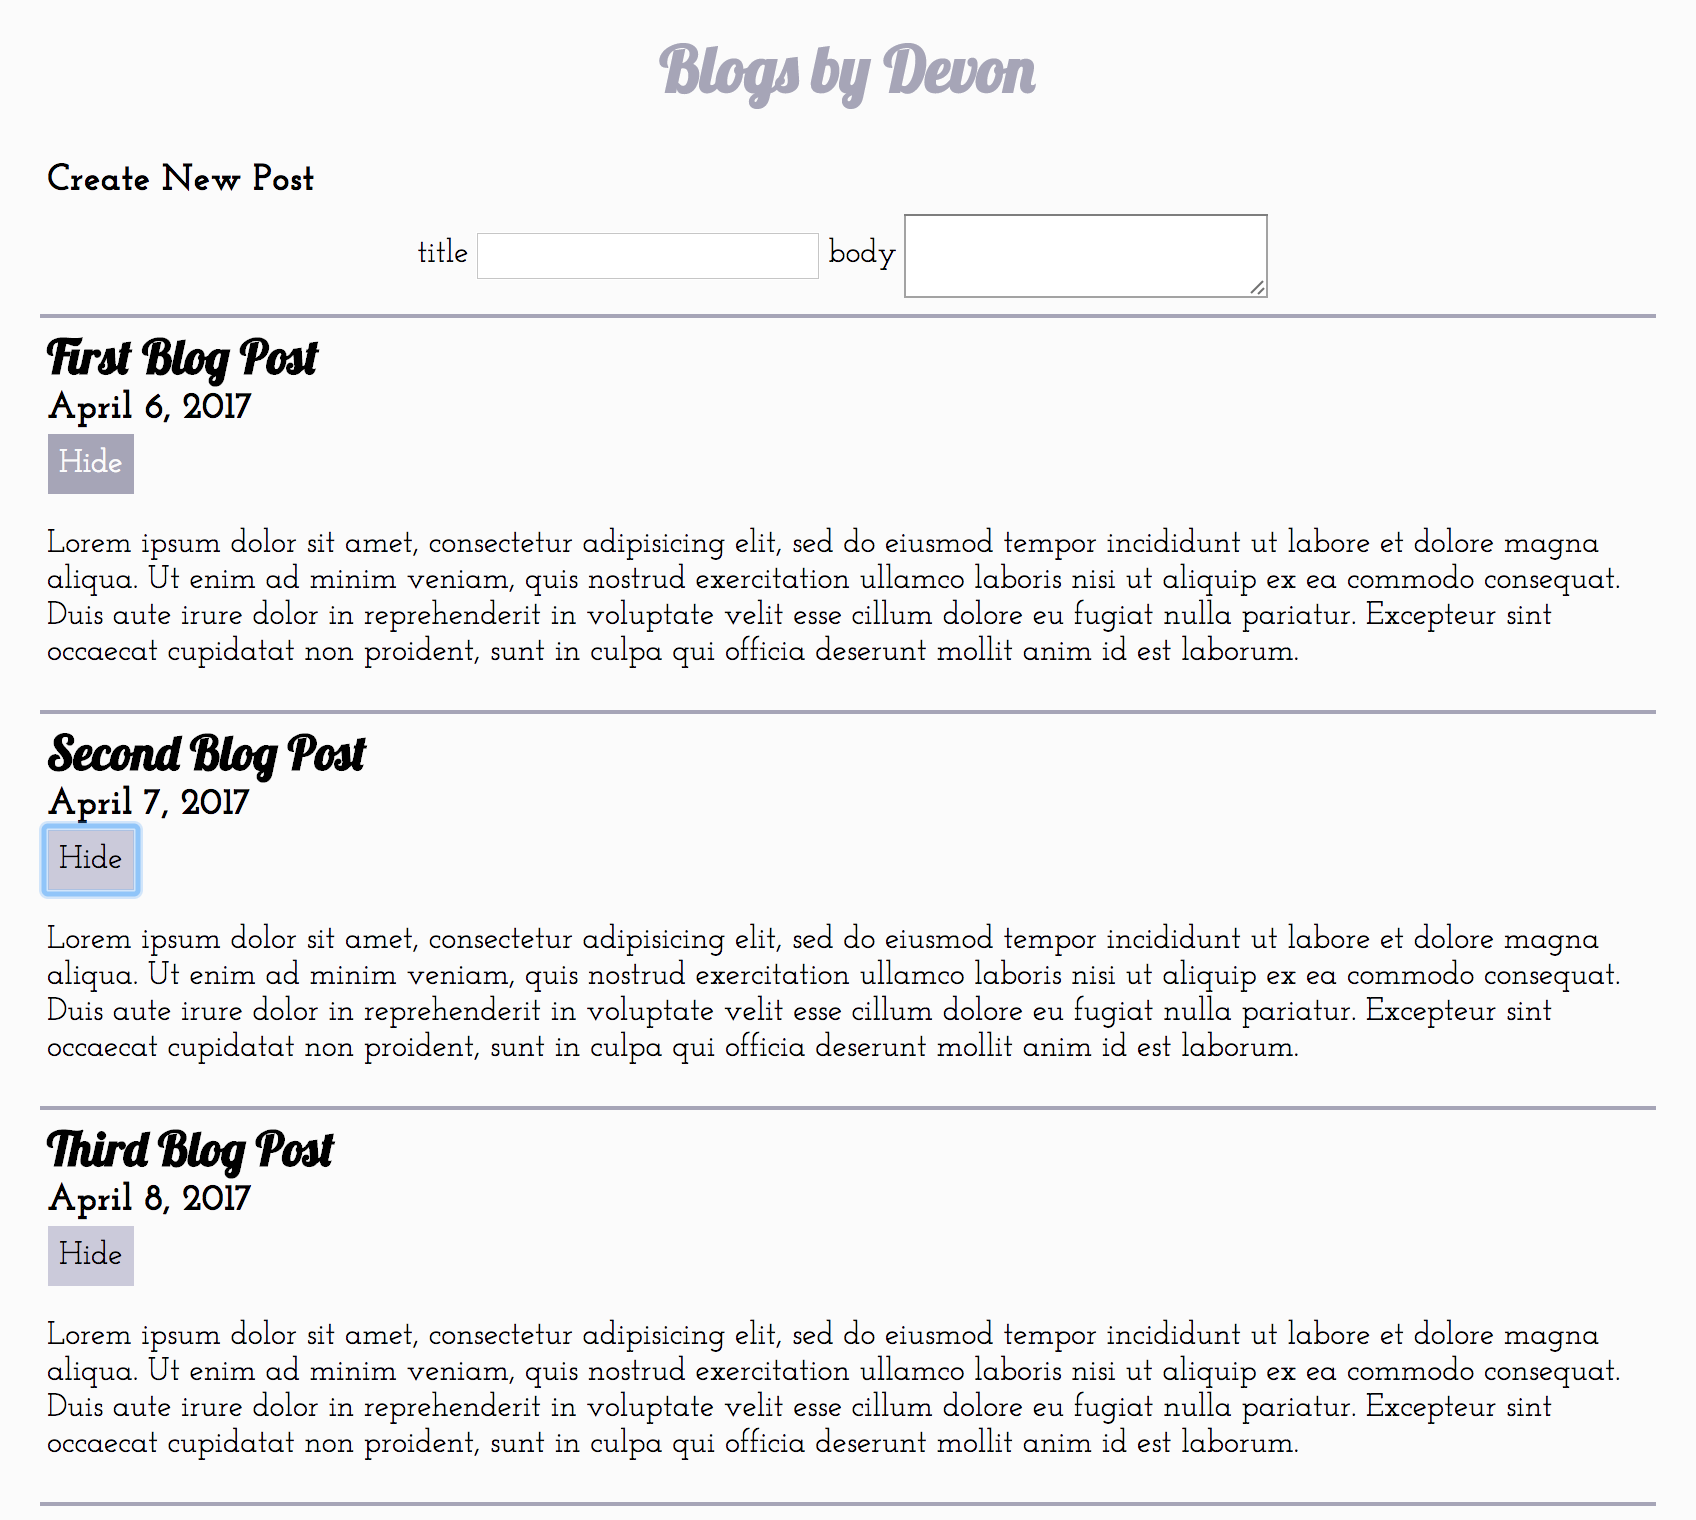 Blogs by Devon
Create New Post
title body
First Blog Post
April 6, 2017
Hide
Lorem ipsum dolor sit amet, consectetur adipisicing elit, sed do eiusmod tempor incididunt ut labore et dolore magna
aliqua. Ut enim ad minim veniam, quis nostrud exercitation ullamco laboris nisi ut aliquip ex ea commodo consequat.
Duis aute irure dolor in reprehenderit in voluptate velit esse cillum dolore eu fugiat nulla pariatur. Excepteur sint
occaecat cupidatat non proident, sunt in culpa qui officia deserunt mollit anim id est laborum.
Second Blog Post
April 7, 2017
Hide
Lorem ipsum dolor sit amet, consectetur adipisicing elit, sed do eiusmod tempor incididunt ut labore et dolore magna
aliqua. Ut enim ad minim veniam, quis nostrud exercitation ullamco laboris nisi ut aliquip ex ea commodo consequat.
Duis aute irure dolor in reprehenderit in voluptate velit esse cillum dolore eu fugiat nulla pariatur. Excepteur sint
occaecat cupidatat non proident, sunt in culpa qui officia deserunt mollit anim id est laborum.
Third Blog Post
April 8, 2017
Hide
Lorem ipsum dolor sit amet, consectetur adipisicing elit, sed do eiusmod tempor incididunt ut labore et dolore magna
aliqua. Ut enim ad minim veniam, quis nostrud exercitation ullamco laboris nisi ut aliquip ex ea commodo consequat.
Duis aute irure dolor in reprehenderit in voluptate velit esse cillum dolore eu fugiat nulla pariatur. Excepteur sint
occaecat cupidatat non proident, sunt in culpa qui officia deserunt mollit anim id est laborum.